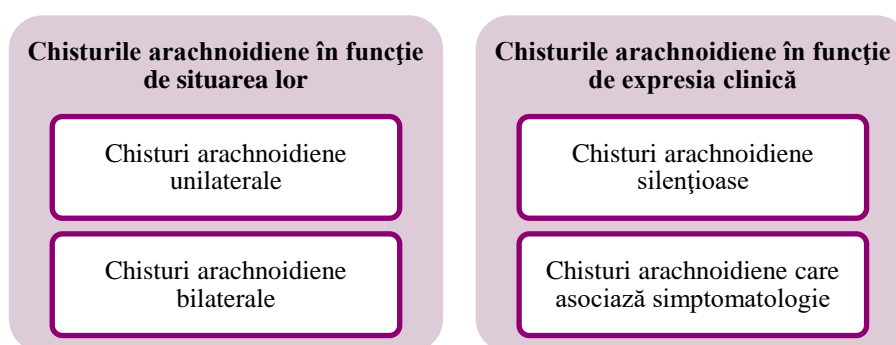 Chisturile arachnoidiene în funcţie
de situarea lor
Chisturi arachnoidiene
unilaterale
Chisturi arachnoidiene
bilaterale
Chisturile arachnoidiene în funcţie
de expresia clinică
Chisturi arachnoidiene
silenţioase
Chisturi arachnoidiene care
asociază simptomatologie